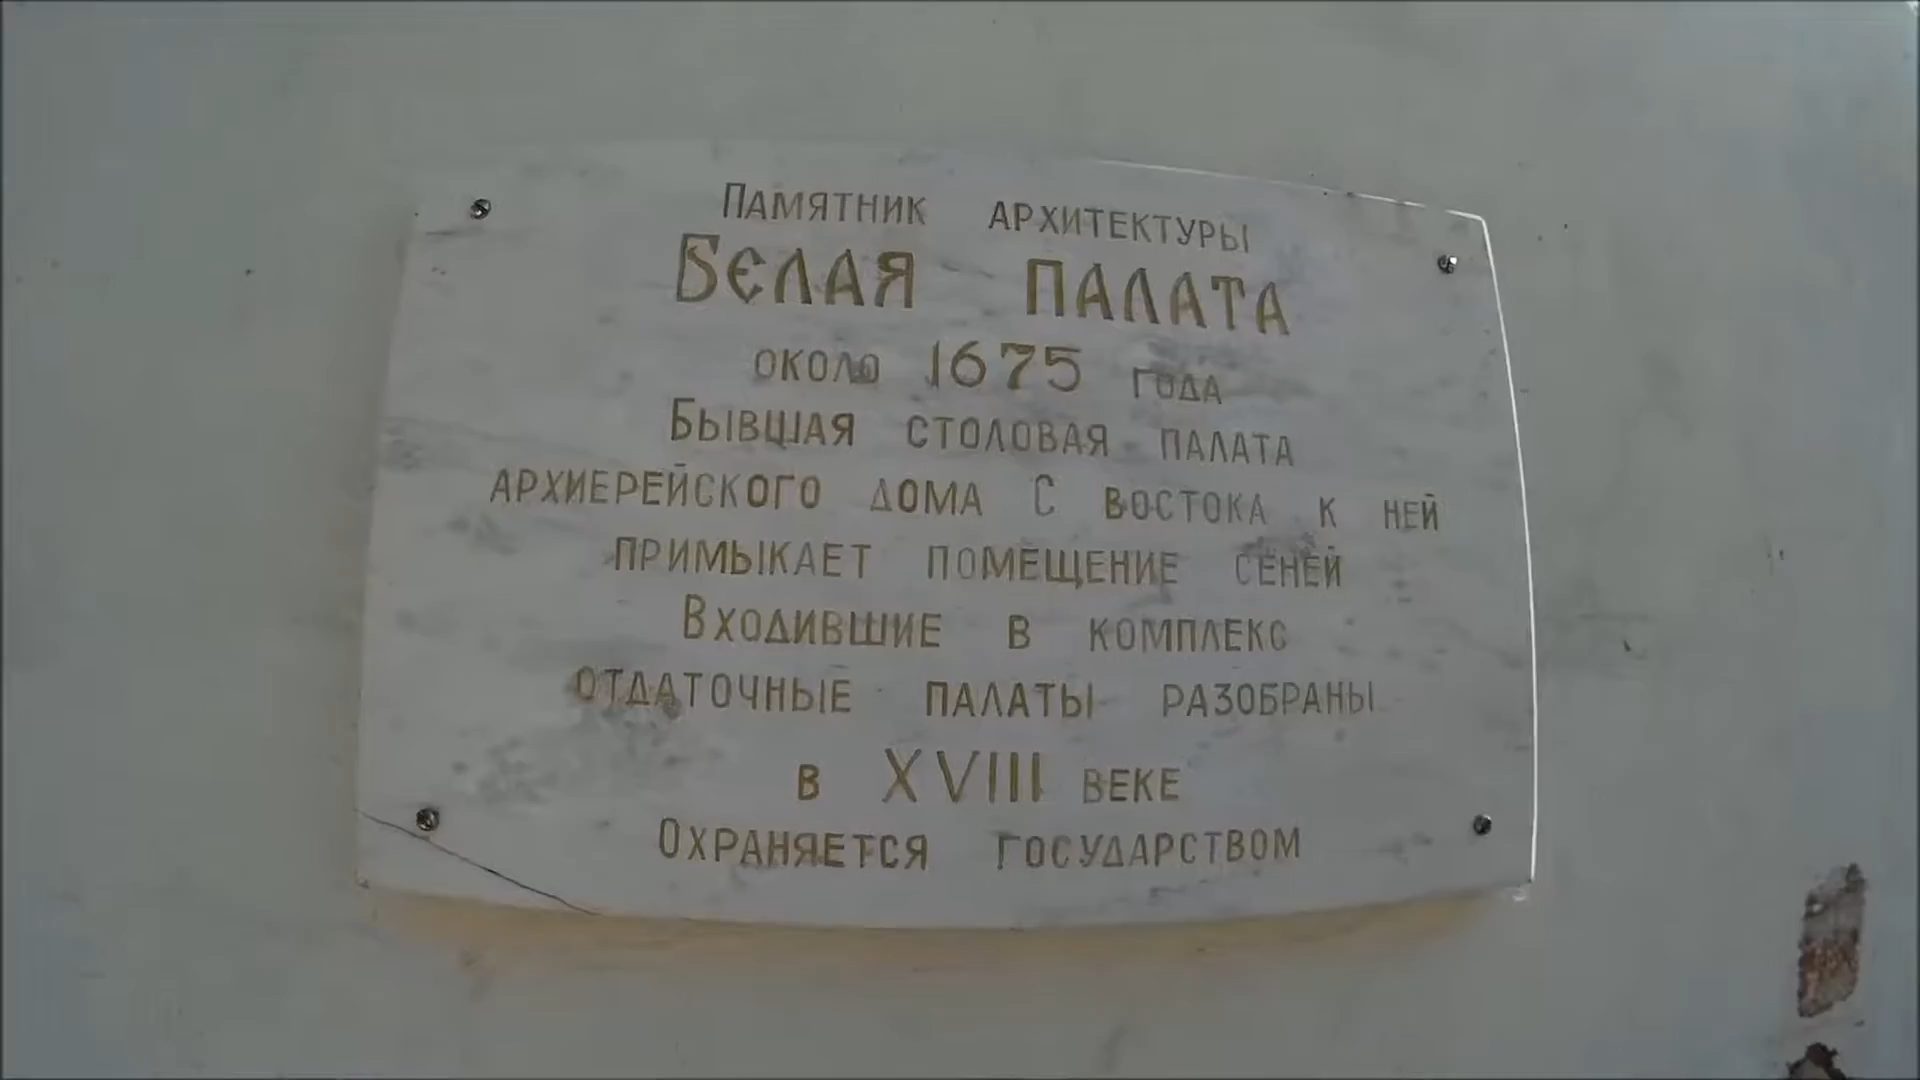 Памятник архитектуры
Белая палата
около 1675 года
Бывшая столовая палата
архиерейского дома с востока к ней
примыкает помещение сеней
Входившие в комплекс
отдаточные палаты разобраны
в XVIII веке
Охраняется государством